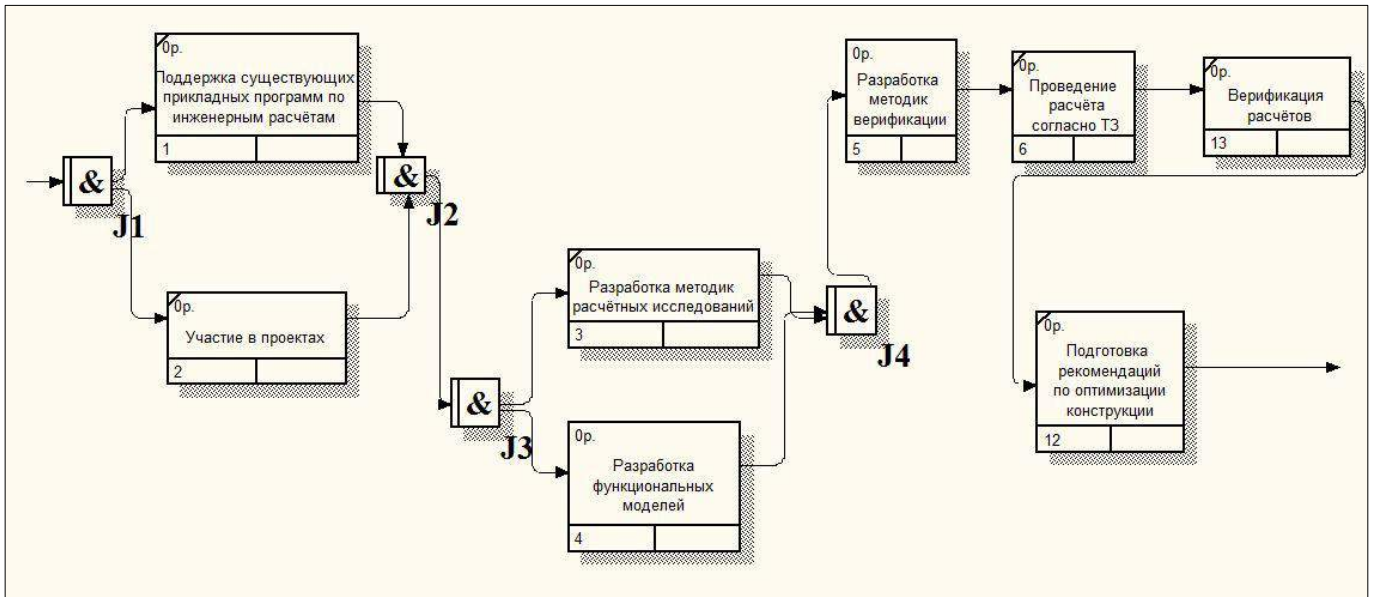 0р.
Поддержка существующих
прикладных программ по
инженерным расчётам
1
&
J1
&
J2
0р.
Участие в проектах
2
&
J3
0р.
Разработка методик
расчётных исследований
3
0р.
Разработка
функциональных
моделей
4
&
J4
0р.
Разработка
методик
верификации
5
0р.
Проведение
расчёта
согласно ТЗ
6
0р.
Верификация
расчётов
13
0р.
Подготовка
рекомендаций
по оптимизации
конструкции
12